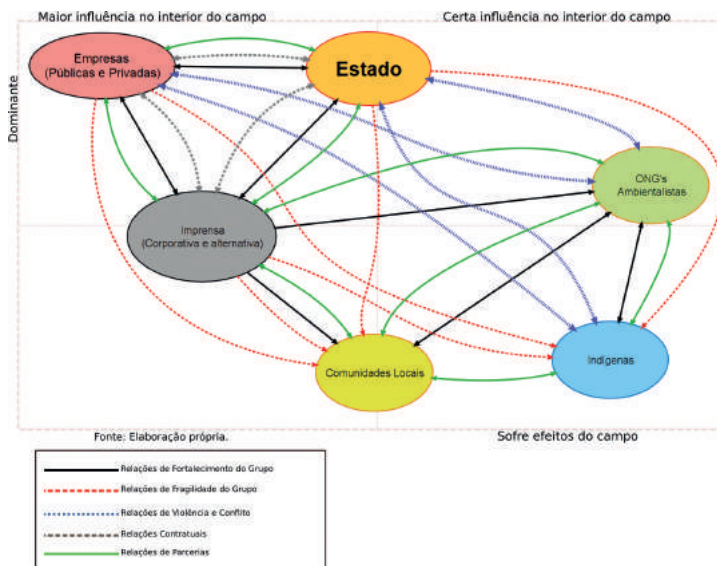 Maior influência no interior do campo
Certa influência no interior do campo
Dominante
Empresas
(Públicas e Privadas)
Estado
ONG's
Ambientalistas
Imprensa
(Corporativa e alternativa)
Comunidades Locais
Indígenas
Fonte: Elaboração própria.
Sofre efeitos do campo
Relações de Fortalecimento do Grupo
Relações de Fragilidade do Grupo
Relações de Violência e Conflito
Relações Contratuais
Relações de Parcerias